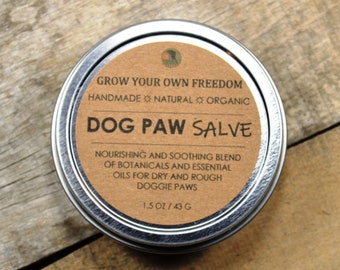 GROW YOUR OWN FREEDOM
HANDMADE ☼ NATURAL ☼ ORGANIC
DOG PAW SALVE
NOURISHING AND SOOTHING BLEND
OF BOTANICALS AND ESSENTIAL
OILS FOR DRY AND ROUGH
DOGGIE PAWS
1.5 OZ / 43 G